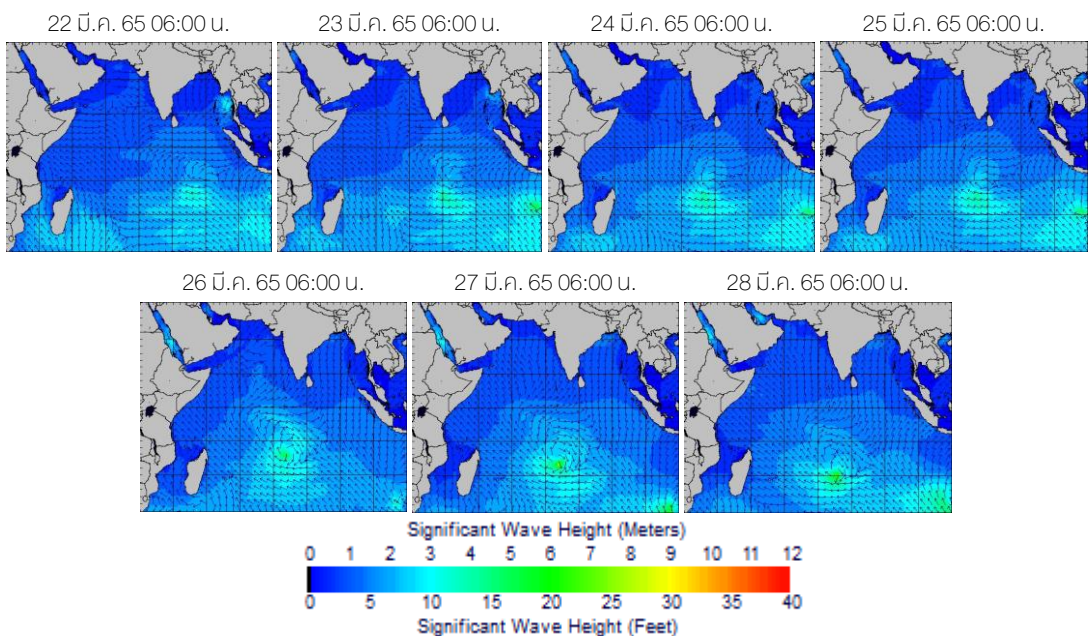 22 มี.ค. 65 06:00 น.
23 มี.ค. 65 06:00 น.
24 มี.ค. 65 06:00 น.
25 มี.ค. 65 06:00 น.
26 มี.ค. 65 06:00 น.
27 มี.ค. 65 06:00 น.
28 มี.ค. 65 06:00 น.
Significant Wave Height (Meters)
0 1 2 3 4 5 6 7 8 9 10 11 12
0 5 10 15 20 25 30 35 40
Significant Wave Height (Feet)